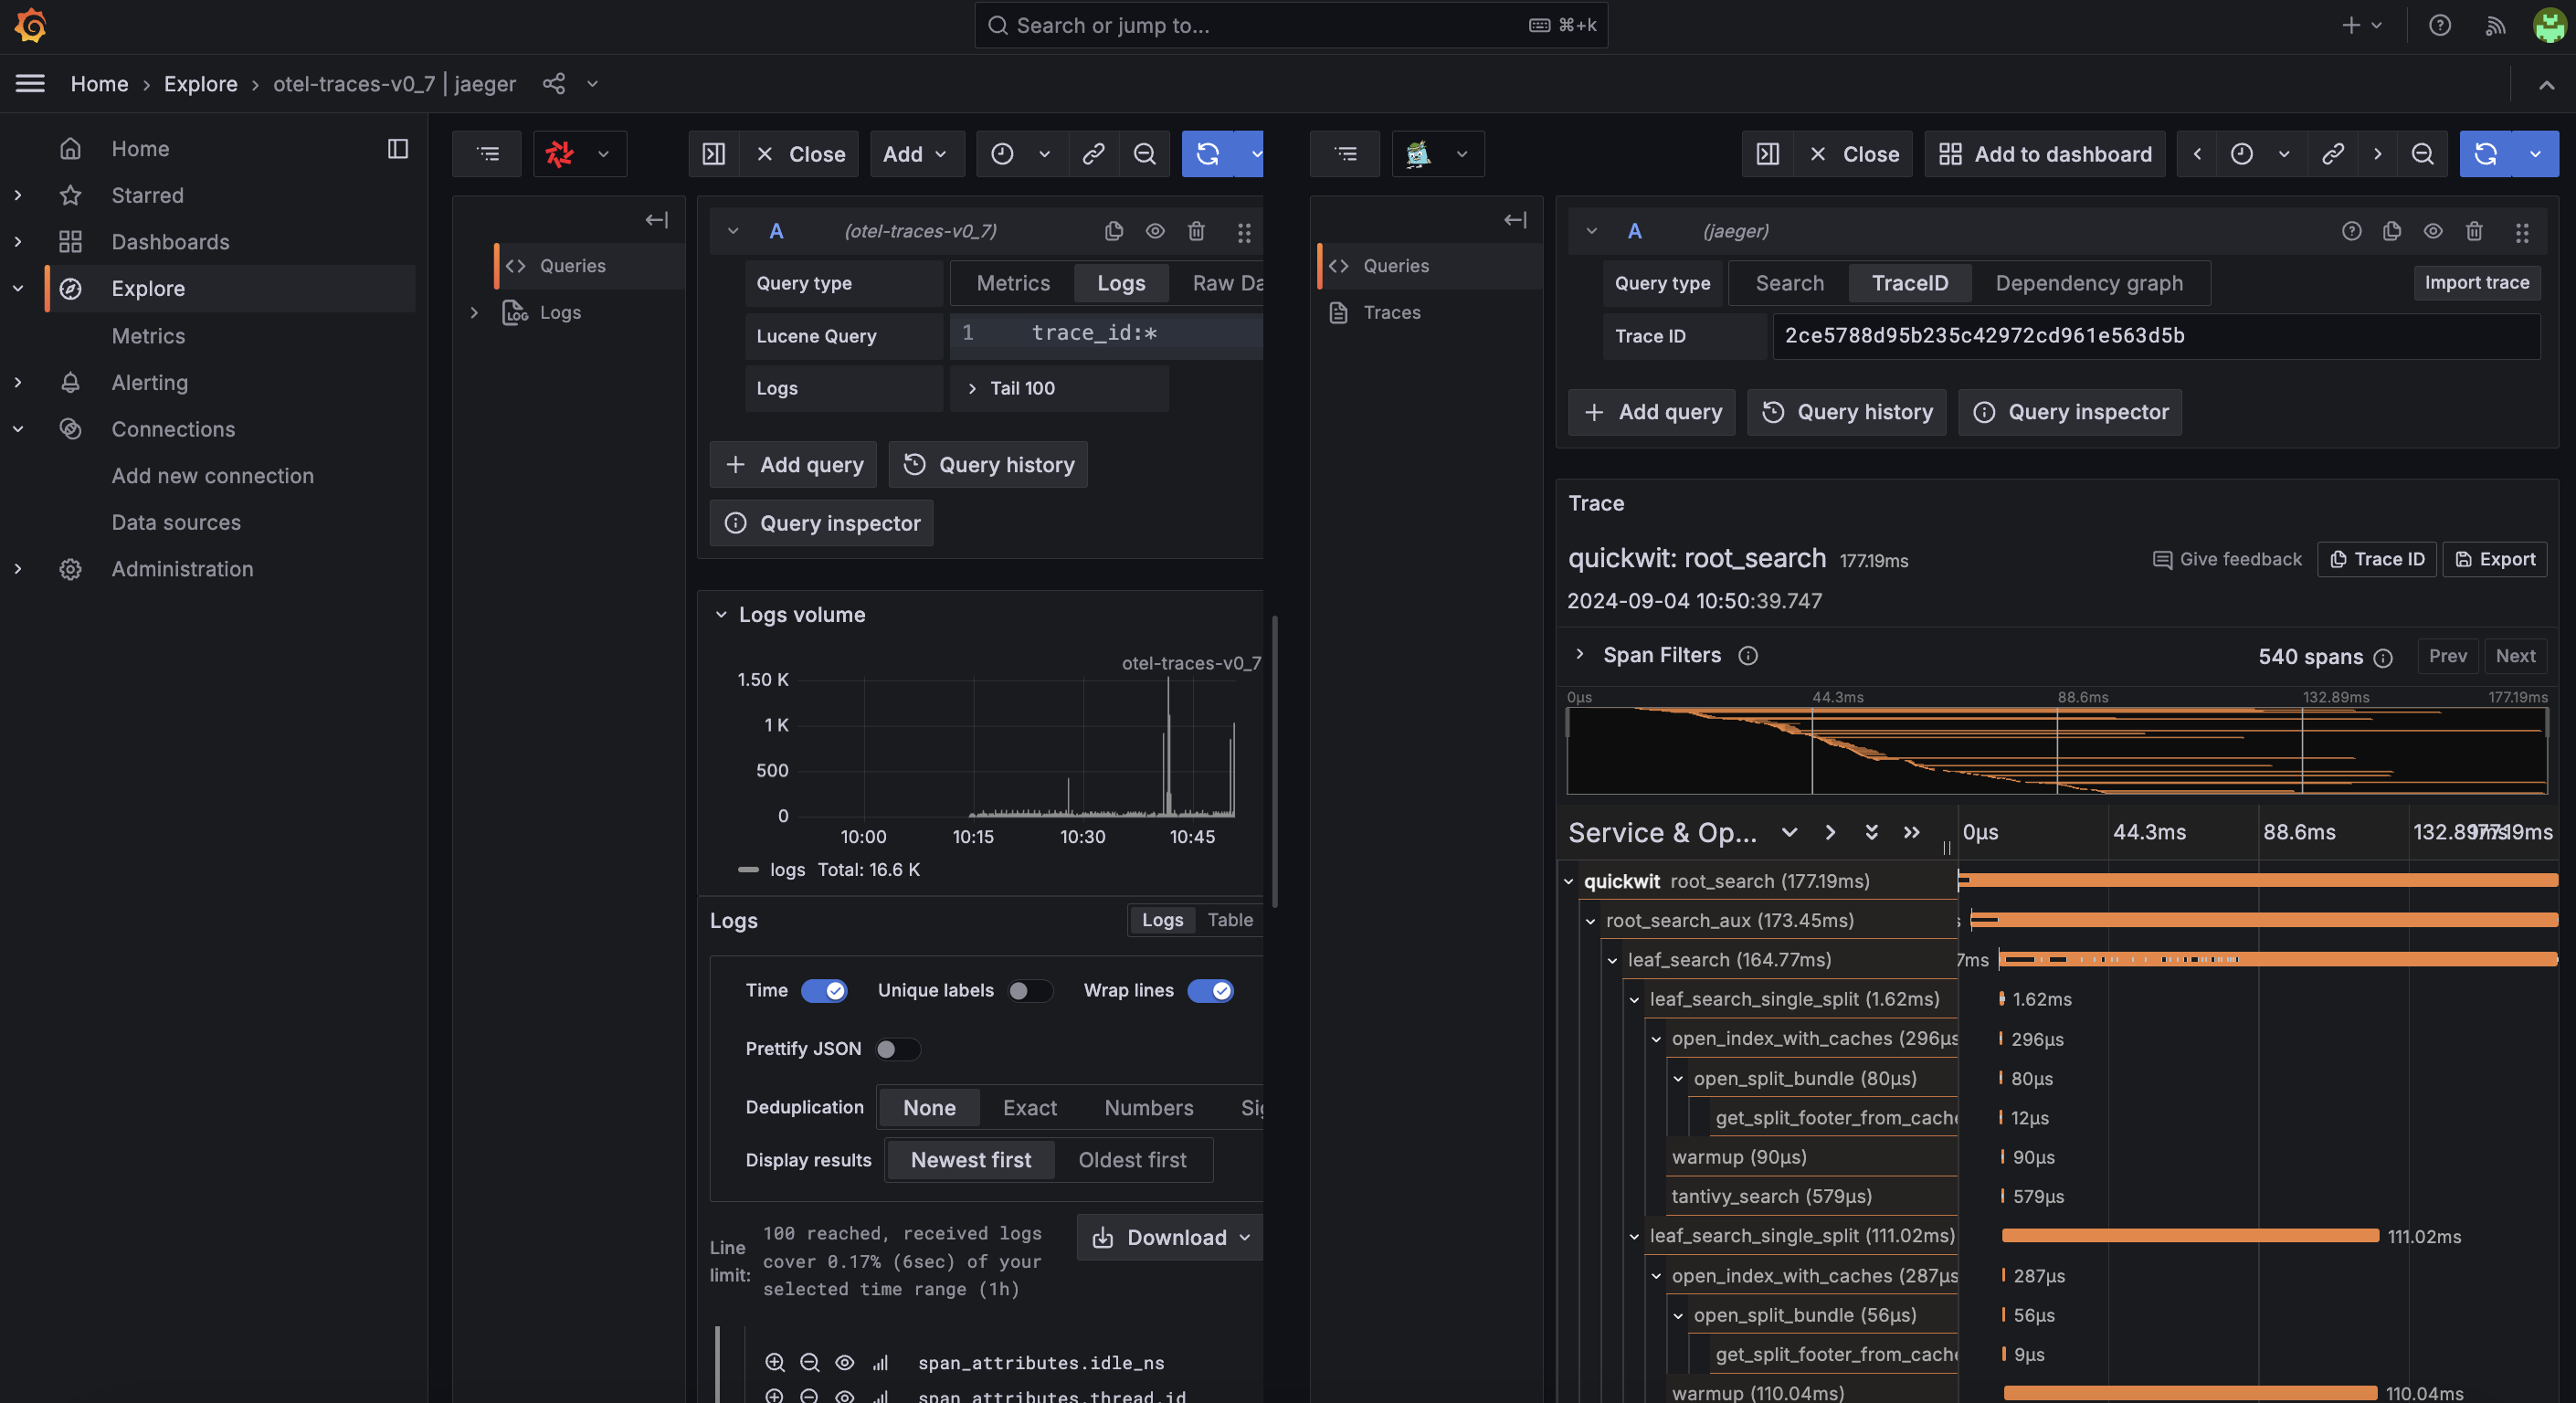 Search or jump to...
⌘+k
Home › Explore › otel-traces-v0_7 | jaeger
Home
Starred
Dashboards
Explore
Metrics
Alerting
Connections
Add new connection
Data sources
Administration
Close
Add
Queries
Logs
A (otel-traces-v0_7)
Query type Metrics Logs Raw Da
Lucene Query 1 trace_id:*
Logs Tail 100
Add query Query history
Query inspector
Logs volume
otel-traces-v0_7
1.50 K
1 K
500
0
10:00 10:15 10:30 10:45
logs Total: 16.6 K
Logs
Logs Table
Time Unique labels Wrap lines
Prettify JSON
Deduplication None Exact Numbers Sig
Display results Newest first Oldest first
Line limit:
100 reached, received logs
cover 0.17% (6sec) of your
selected time range (1h)
Download
span_attributes.idle_ns
span_attributes.thread.id
Close Add to dashboard
Queries
Traces
A (jaeger)
Query type Search TraceID Dependency graph Import trace
Trace ID 2ce5788d95b235c42972cd961e563d5b
Add query Query history Query inspector
Trace
quickwit: root_search 177.19ms
Give feedback Trace ID Export
2024-09-04 10:50:39.747
Span Filters 540 spans Prev Next
0μs 44.3ms 88.6ms 132.89ms 177.19ms
Service & Op... 0μs 44.3ms 88.6ms 132.89ms 177.19ms
quickwit root_search (177.19ms)
root_search_aux (173.45ms)
leaf_search (164.77ms) 7ms
leaf_search_single_split (1.62ms) 1.62ms
open_index_with_caches (296μs 296μs
open_split_bundle (80μs) 80μs
get_split_footer_from_cache 12μs
warmup (90μs) 90μs
tantivy_search (579μs) 579μs
leaf_search_single_split (111.02ms) 111.02ms
open_index_with_caches (287μs 287μs
open_split_bundle (56μs) 56μs
get_split_footer_from_cache 9μs
warmup (110.04ms) 110.04ms